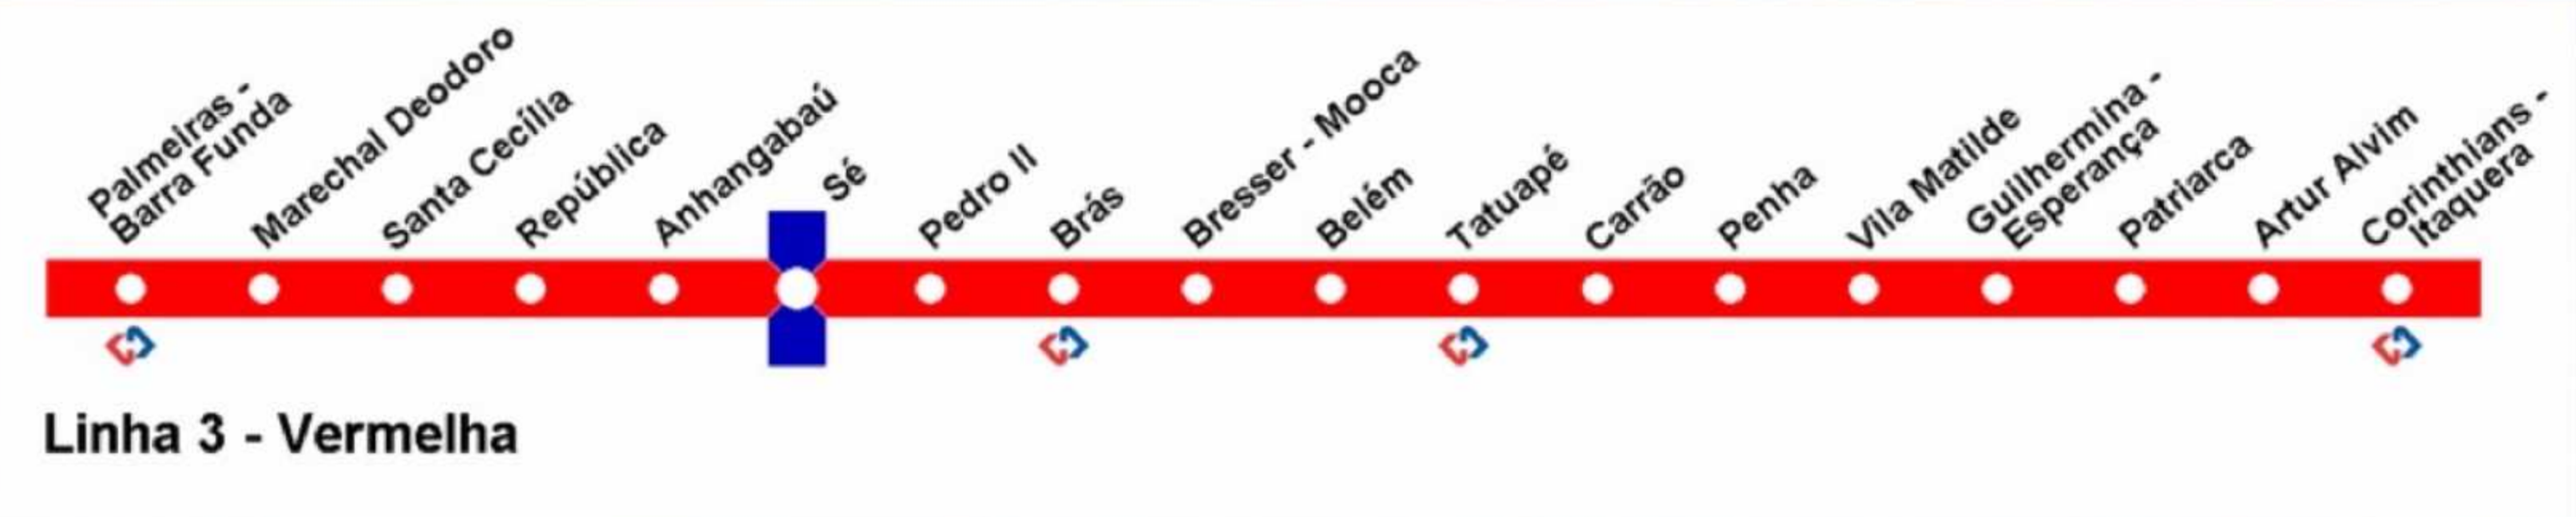 Palmeiras -
Barra Funda
Marechal Deodoro
Santa Cecília
República
Anhangabaú
Sé
Pedro II
Brás
Bresser - Mooca
Belém
Tatuapé
Carrão
Penha
Vila Matilde
Guilhermina -
Esperança
Patriarca
Artur Alvim
Corinthians -
Itaquera
Linha 3 - Vermelha